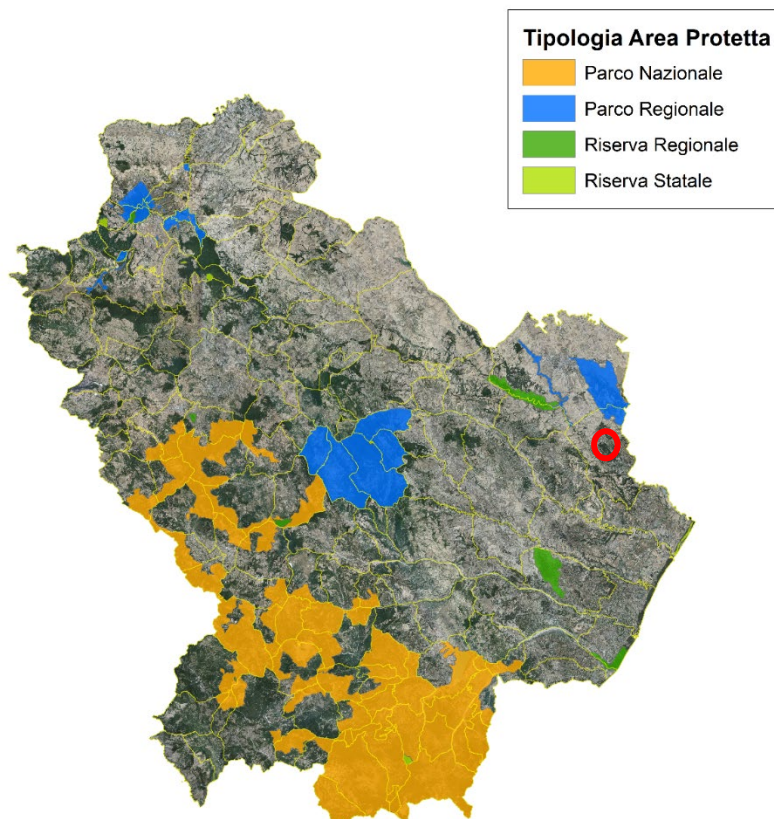 Tipologia Area Protetta
Parco Nazionale
Parco Regionale
Riserva Regionale
Riserva Statale